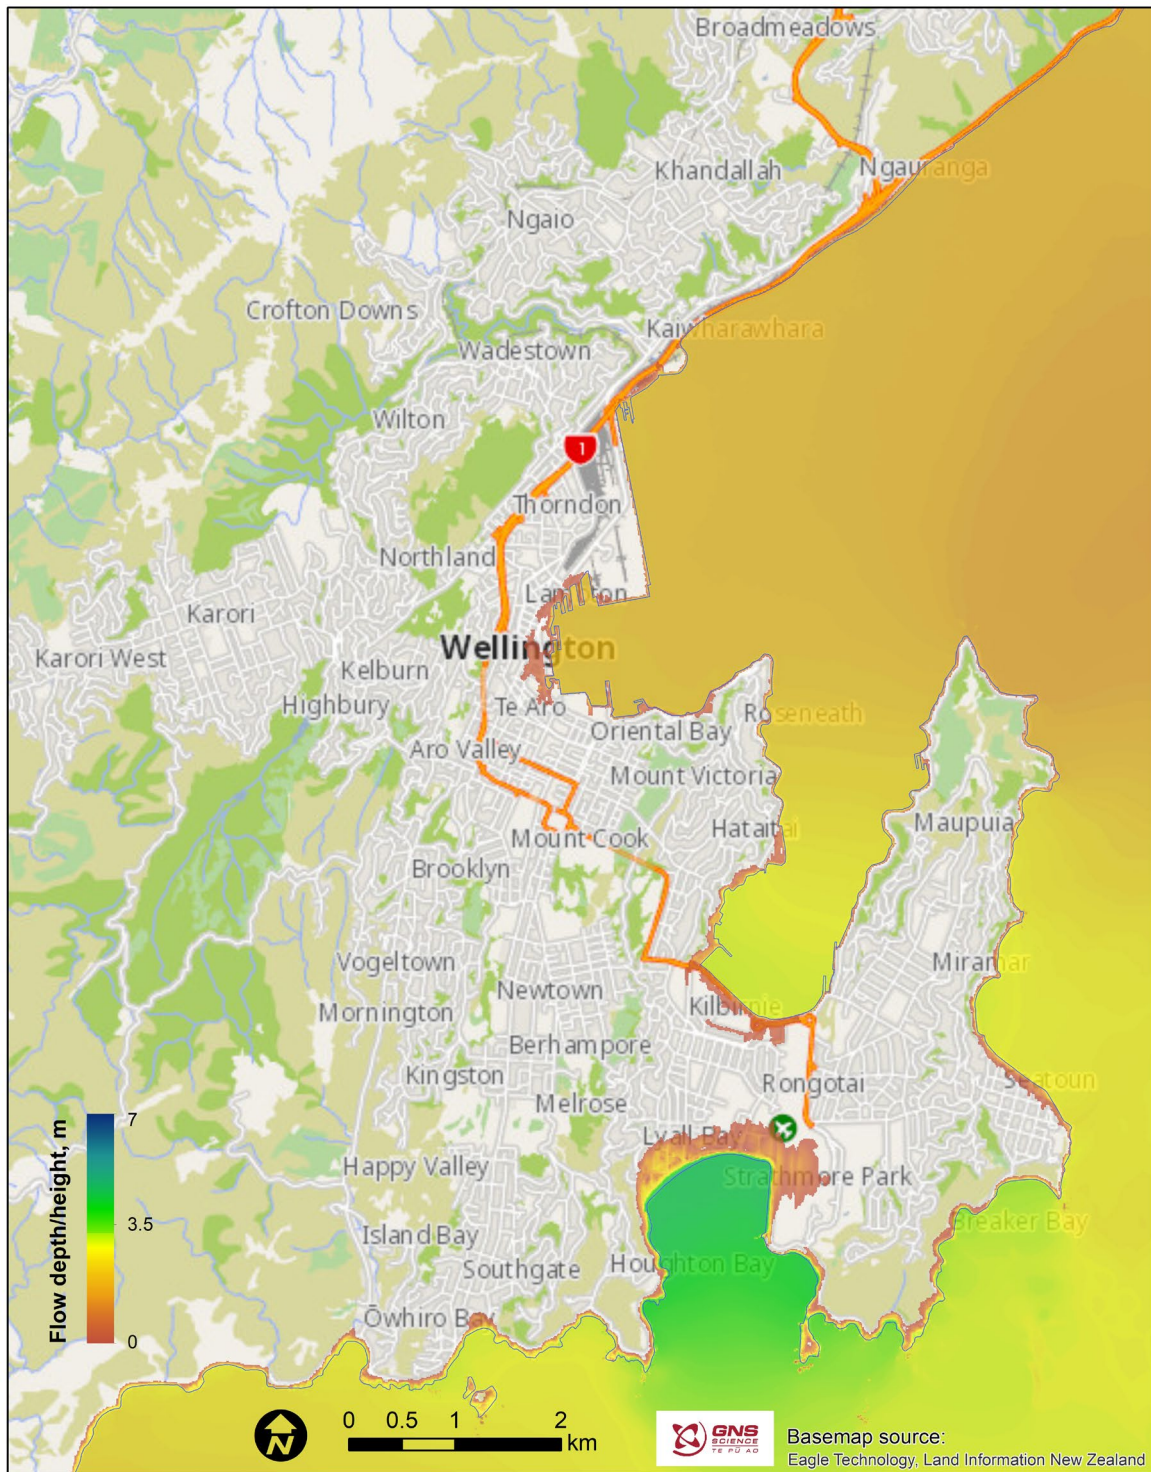 Broadmeadows
Khandallah
Ngauranga
Ngaio
Crofton Downs
Kaiwharawhara
Wadestown
Wilton
1
Thorndon
Northland
Lambton
Karori
Wellington
Karori West
Kelburn
Highbury
Te Aro
Roseneath
Oriental Bay
Aro Valley
Mount Victoria
Mount Cook
Hataitai
Maupuia
Brooklyn
Vogeltown
Miramar
Newtown
Kilbirnie
Mornington
Berhampore
Kingston
Rongotai
Seatoun
Melrose
Lyall Bay
Happy Valley
Strathmore Park
Island Bay
Breaker Bay
Southgate
Houghton Bay
Ōwhiro Bay
Flow depth/height, m
7
3.5
0
N
0 0.5 1 2
km
GNS
SCIENCE
TE PŪ AO
Basemap source:
Eagle Technology, Land Information New Zealand